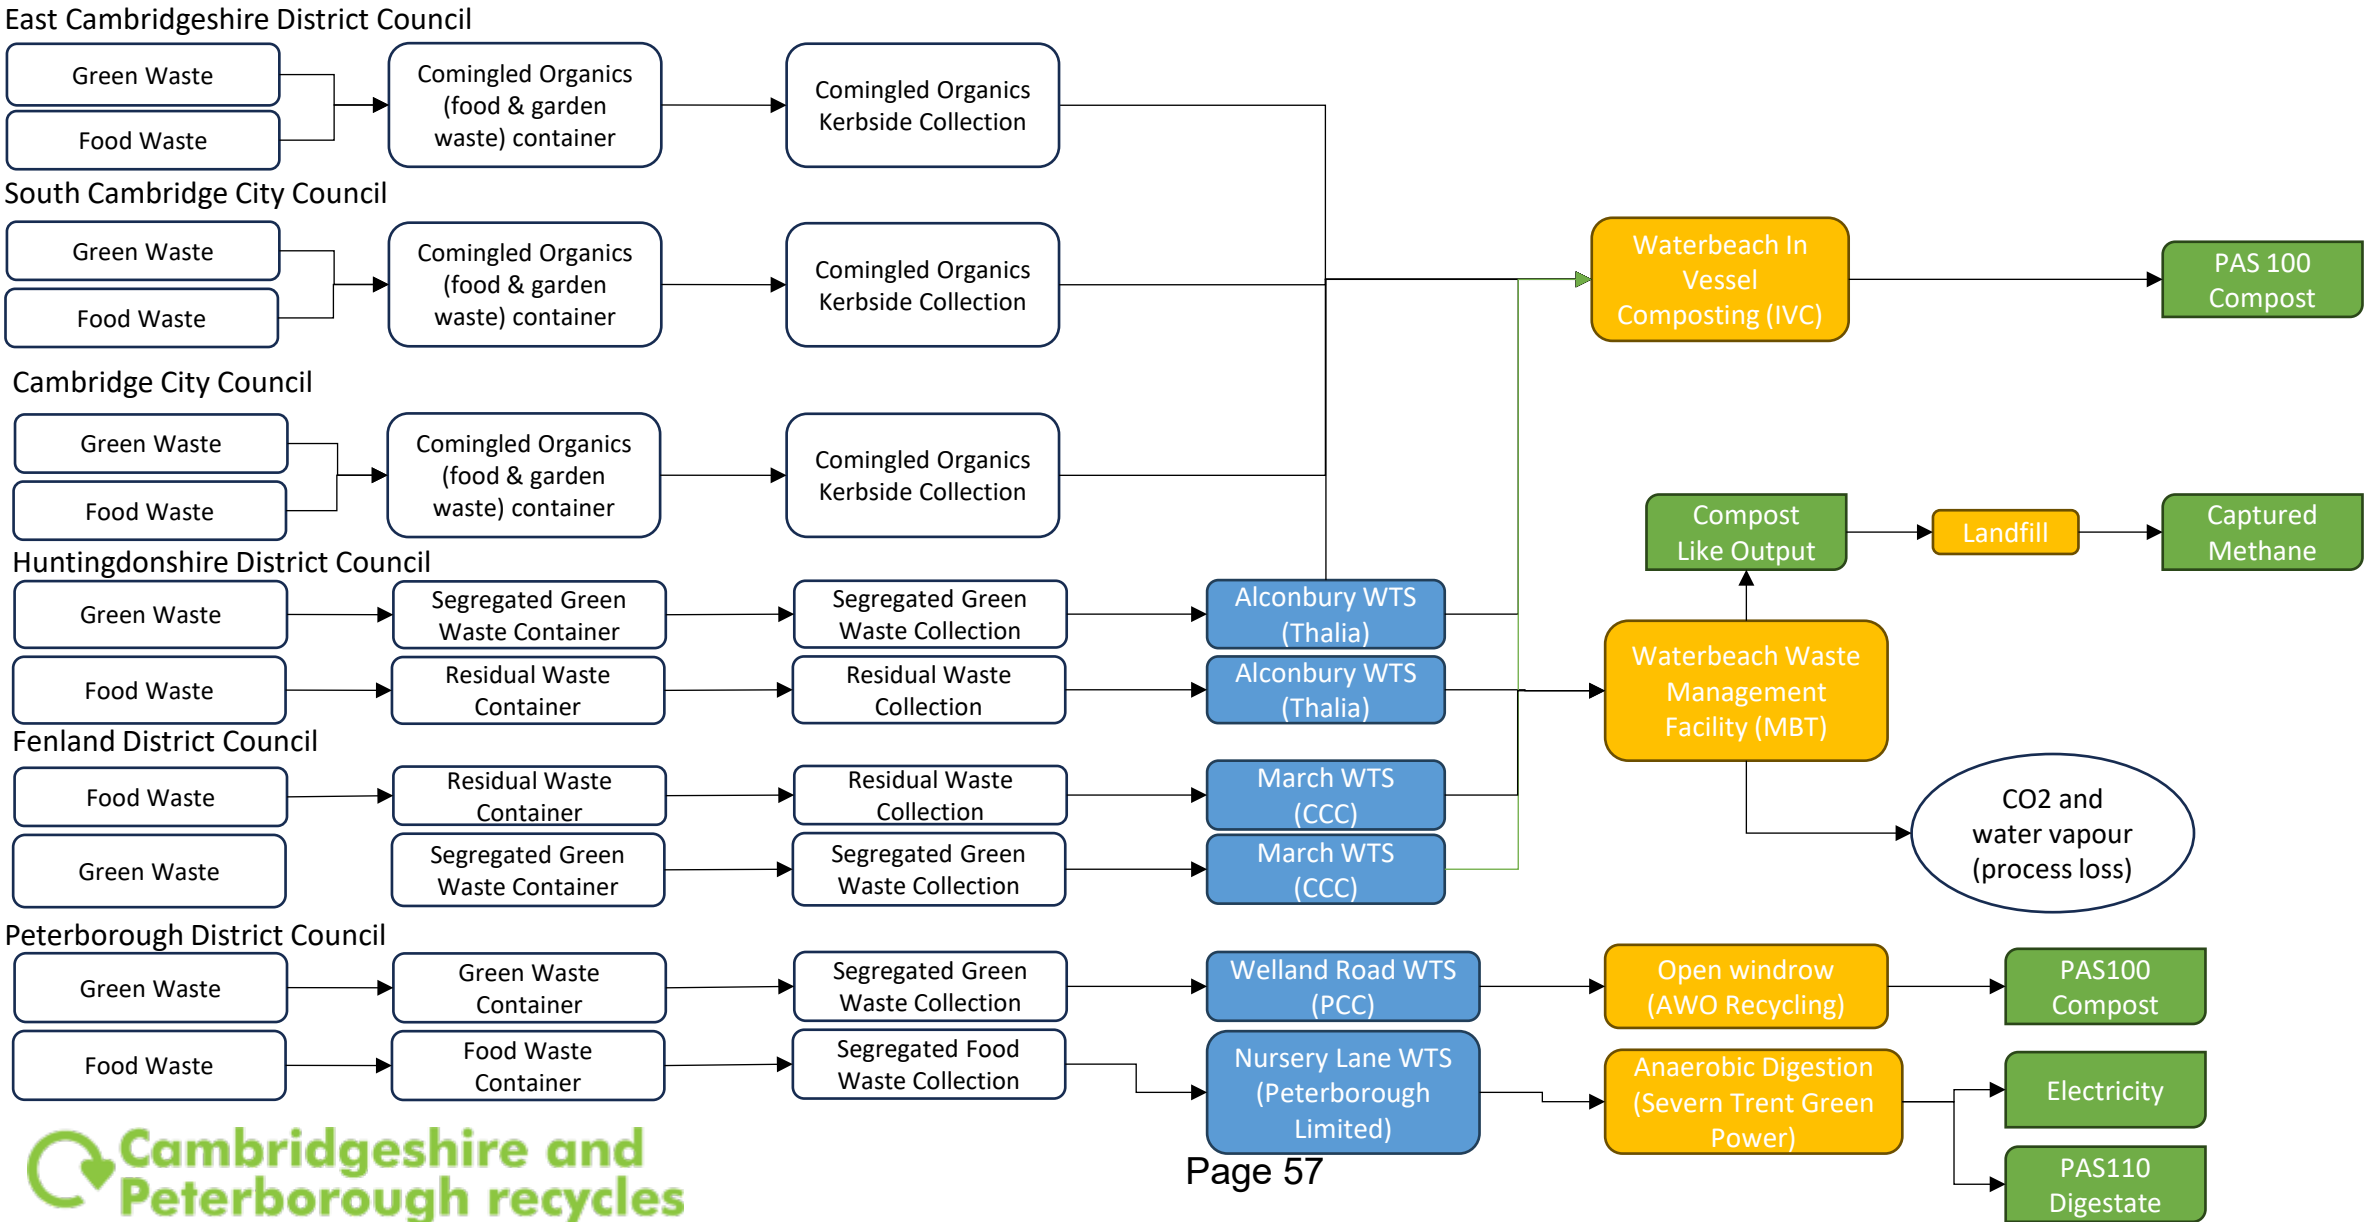 East Cambridgeshire District Council
Green Waste
Food Waste
Comingled Organics
(food & garden
waste) container
Comingled Organics
Kerbside Collection
South Cambridge City Council
Green Waste
Food Waste
Comingled Organics
(food & garden
waste) container
Comingled Organics
Kerbside Collection
Waterbeach In
Vessel
Composting (IVC)
PAS 100
Compost
Cambridge City Council
Green Waste
Food Waste
Comingled Organics
(food & garden
waste) container
Comingled Organics
Kerbside Collection
Compost
Like Output
Landfill
Captured
Methane
Huntingdonshire District Council
Green Waste
Segregated Green
Waste Container
Segregated Green
Waste Collection
Alconbury WTS
(Thalia)
Food Waste
Residual Waste
Container
Residual Waste
Collection
Alconbury WTS
(Thalia)
Waterbeach Waste
Management
Facility (MBT)
Fenland District Council
Food Waste
Residual Waste
Container
Residual Waste
Collection
March WTS
(CCC)
Green Waste
Segregated Green
Waste Container
Segregated Green
Waste Collection
March WTS
(CCC)
CO2 and
water vapour
(process loss)
Peterborough District Council
Green Waste
Green Waste
Container
Segregated Green
Waste Collection
Welland Road WTS
(PCC)
Open windrow
(AWO Recycling)
PAS100
Compost
Food Waste
Food Waste
Container
Segregated Food
Waste Collection
Nursery Lane WTS
(Peterborough
Limited)
Anaerobic Digestion
(Severn Trent Green
Power)
Electricity
PAS110
Digestate
Cambridgeshire and
Peterborough recycles
Page 57